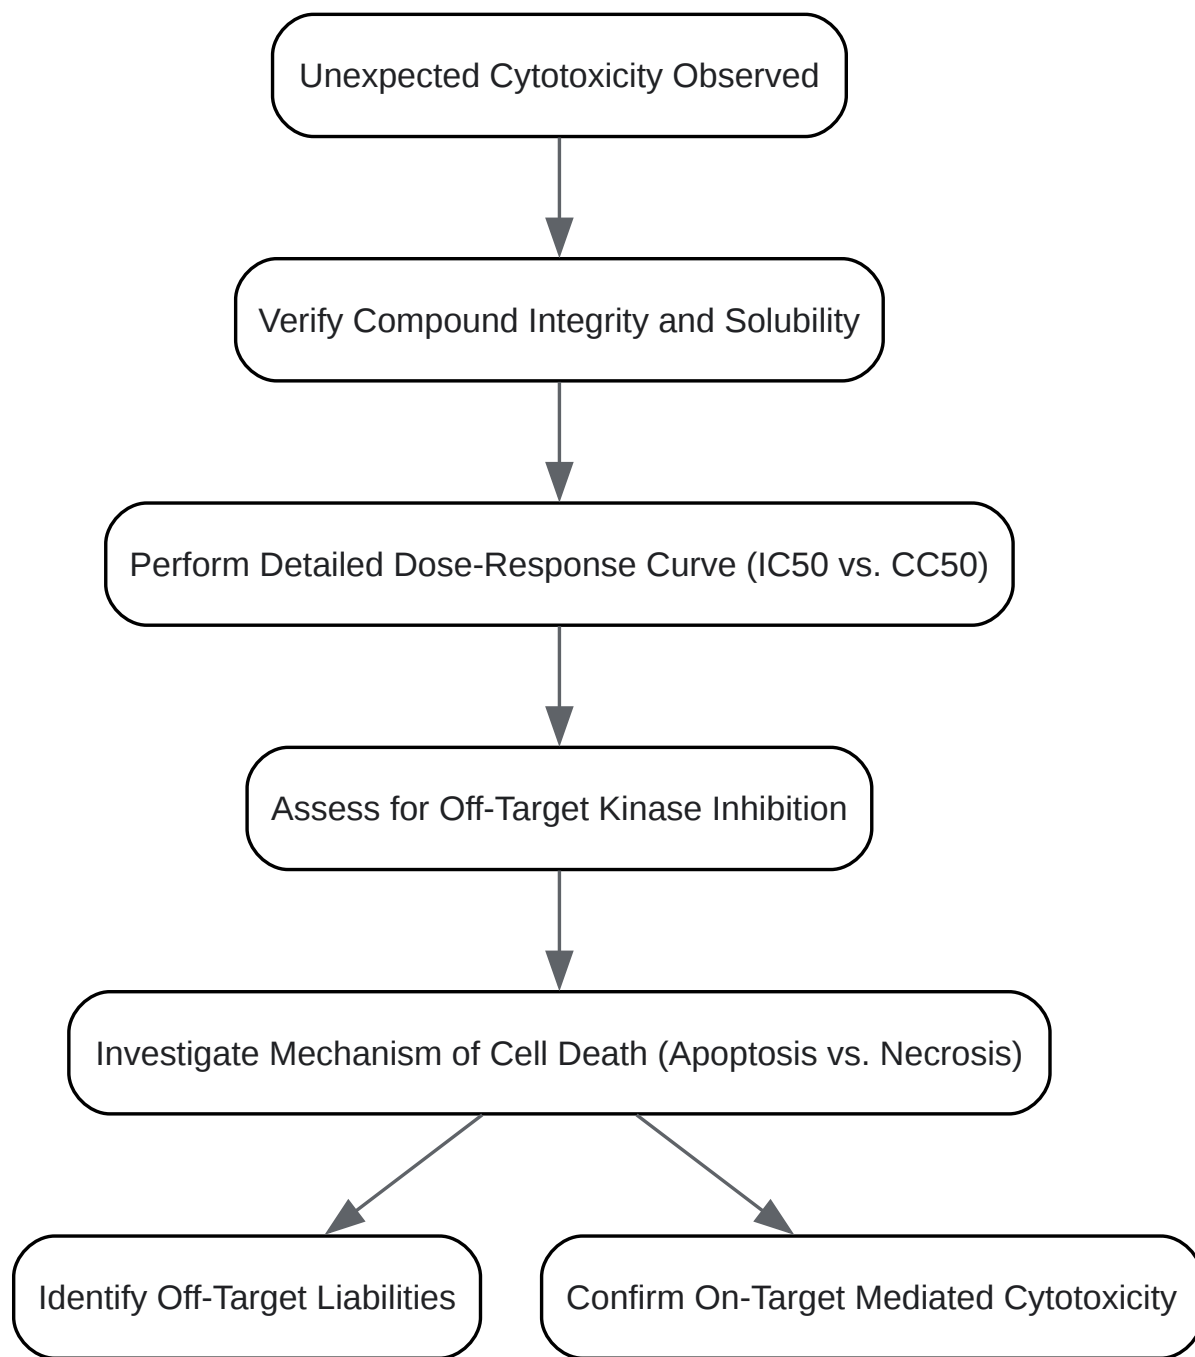 Unexpected Cytotoxicity Observed
Verify Compound Integrity and Solubility
Perform Detailed Dose-Response Curve (IC50 vs. CC50)
Assess for Off-Target Kinase Inhibition
Investigate Mechanism of Cell Death (Apoptosis vs. Necrosis)
Identify Off-Target Liabilities
Confirm On-Target Mediated Cytotoxicity